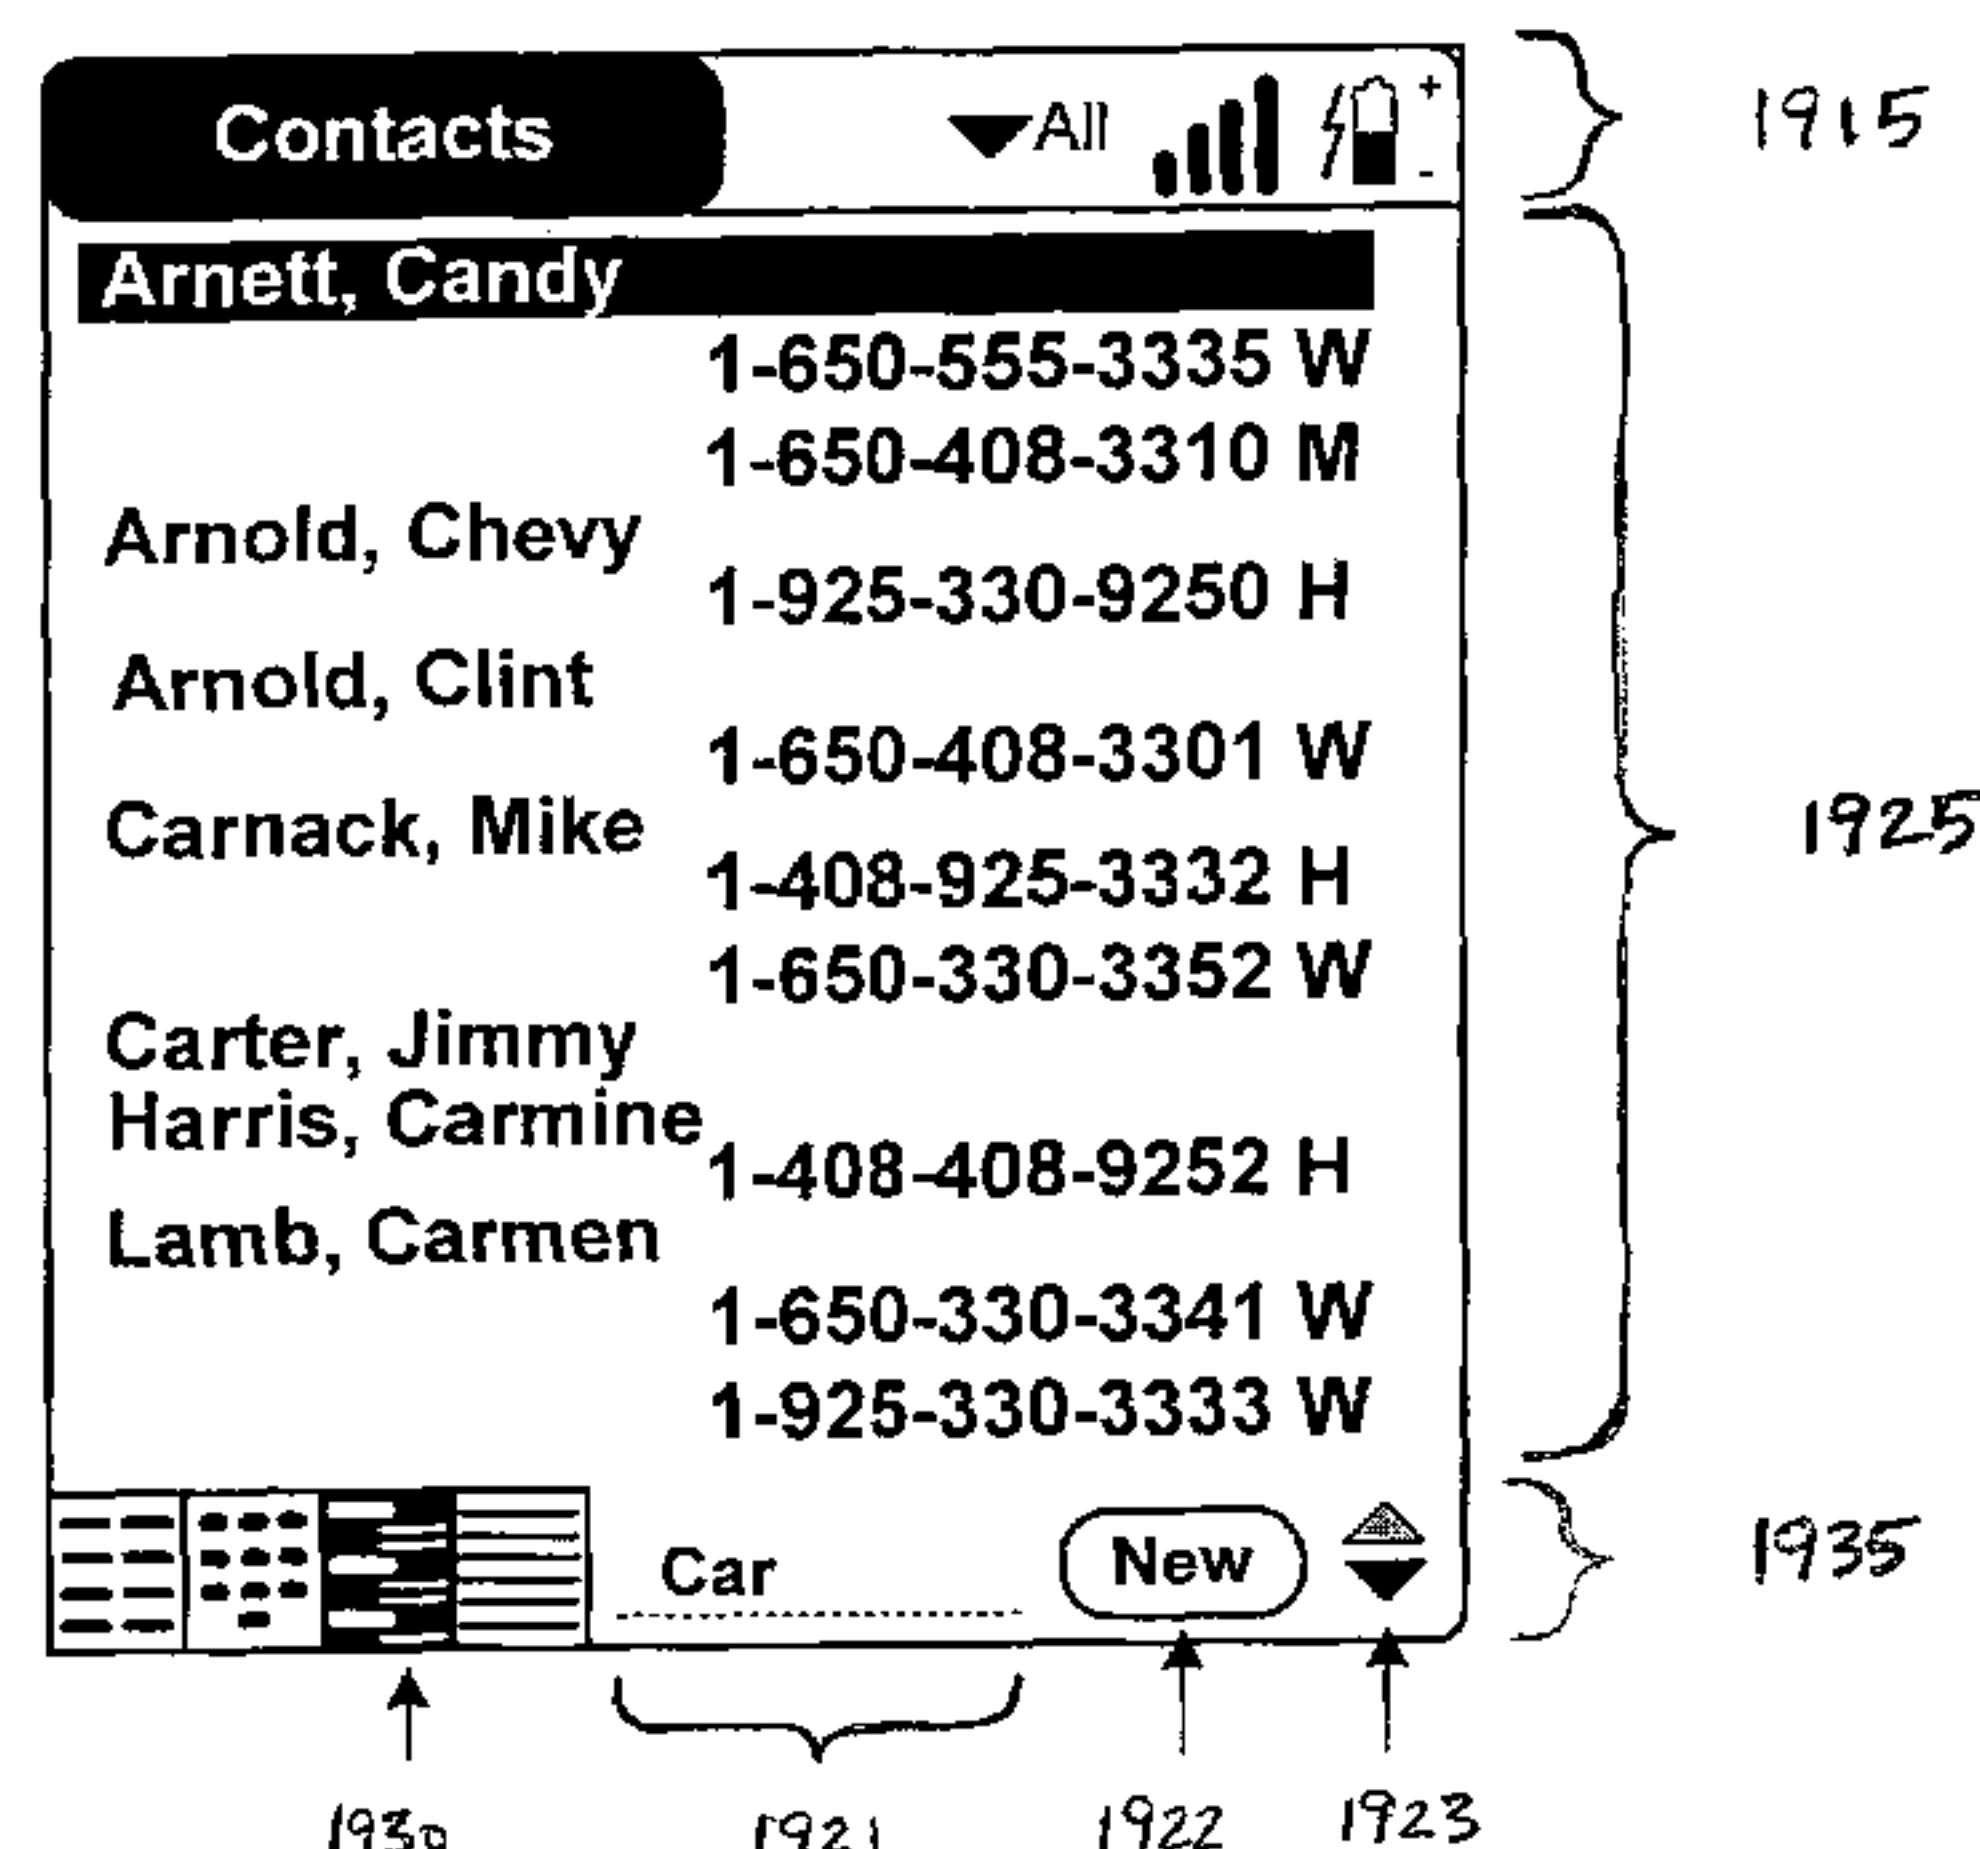 Contacts All + -
1915
Arnett, Candy
1-650-555-3335 W
1-650-408-3310 M
Arnold, Chevy
1-925-330-9250 H
Arnold, Clint
1-650-408-3301 W
Carnack, Mike
1925
1-408-925-3332 H
1-650-330-3352 W
Carter, Jimmy
Harris, Carmine
1-408-408-9252 H
Lamb, Carmen
1-650-330-3341 W
1-925-330-3333 W
Car New
1935
1930 1921 1922 1923